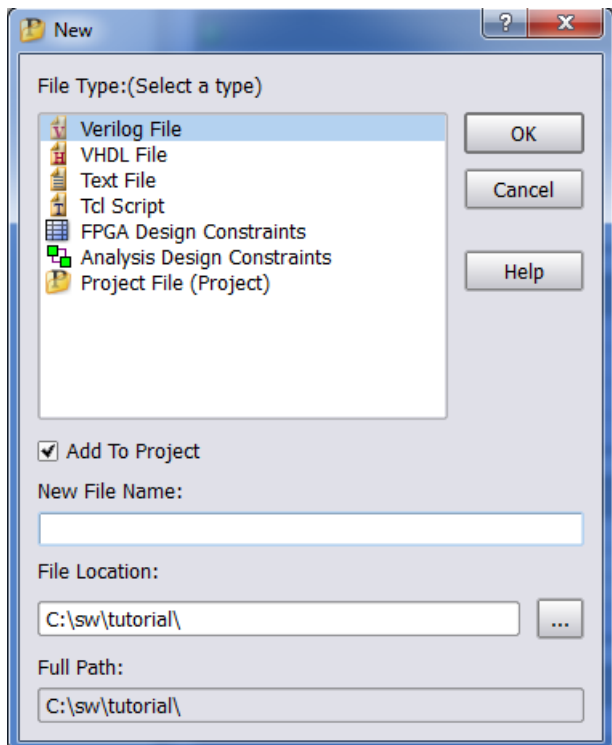 New
File Type:(Select a type)
Verilog File
VHDL File
Text File
Tcl Script
FPGA Design Constraints
Analysis Design Constraints
Project File (Project)
OK
Cancel
Help
Add To Project
New File Name:
File Location:
C:\sw\tutorial\
...
Full Path:
C:\sw\tutorial\